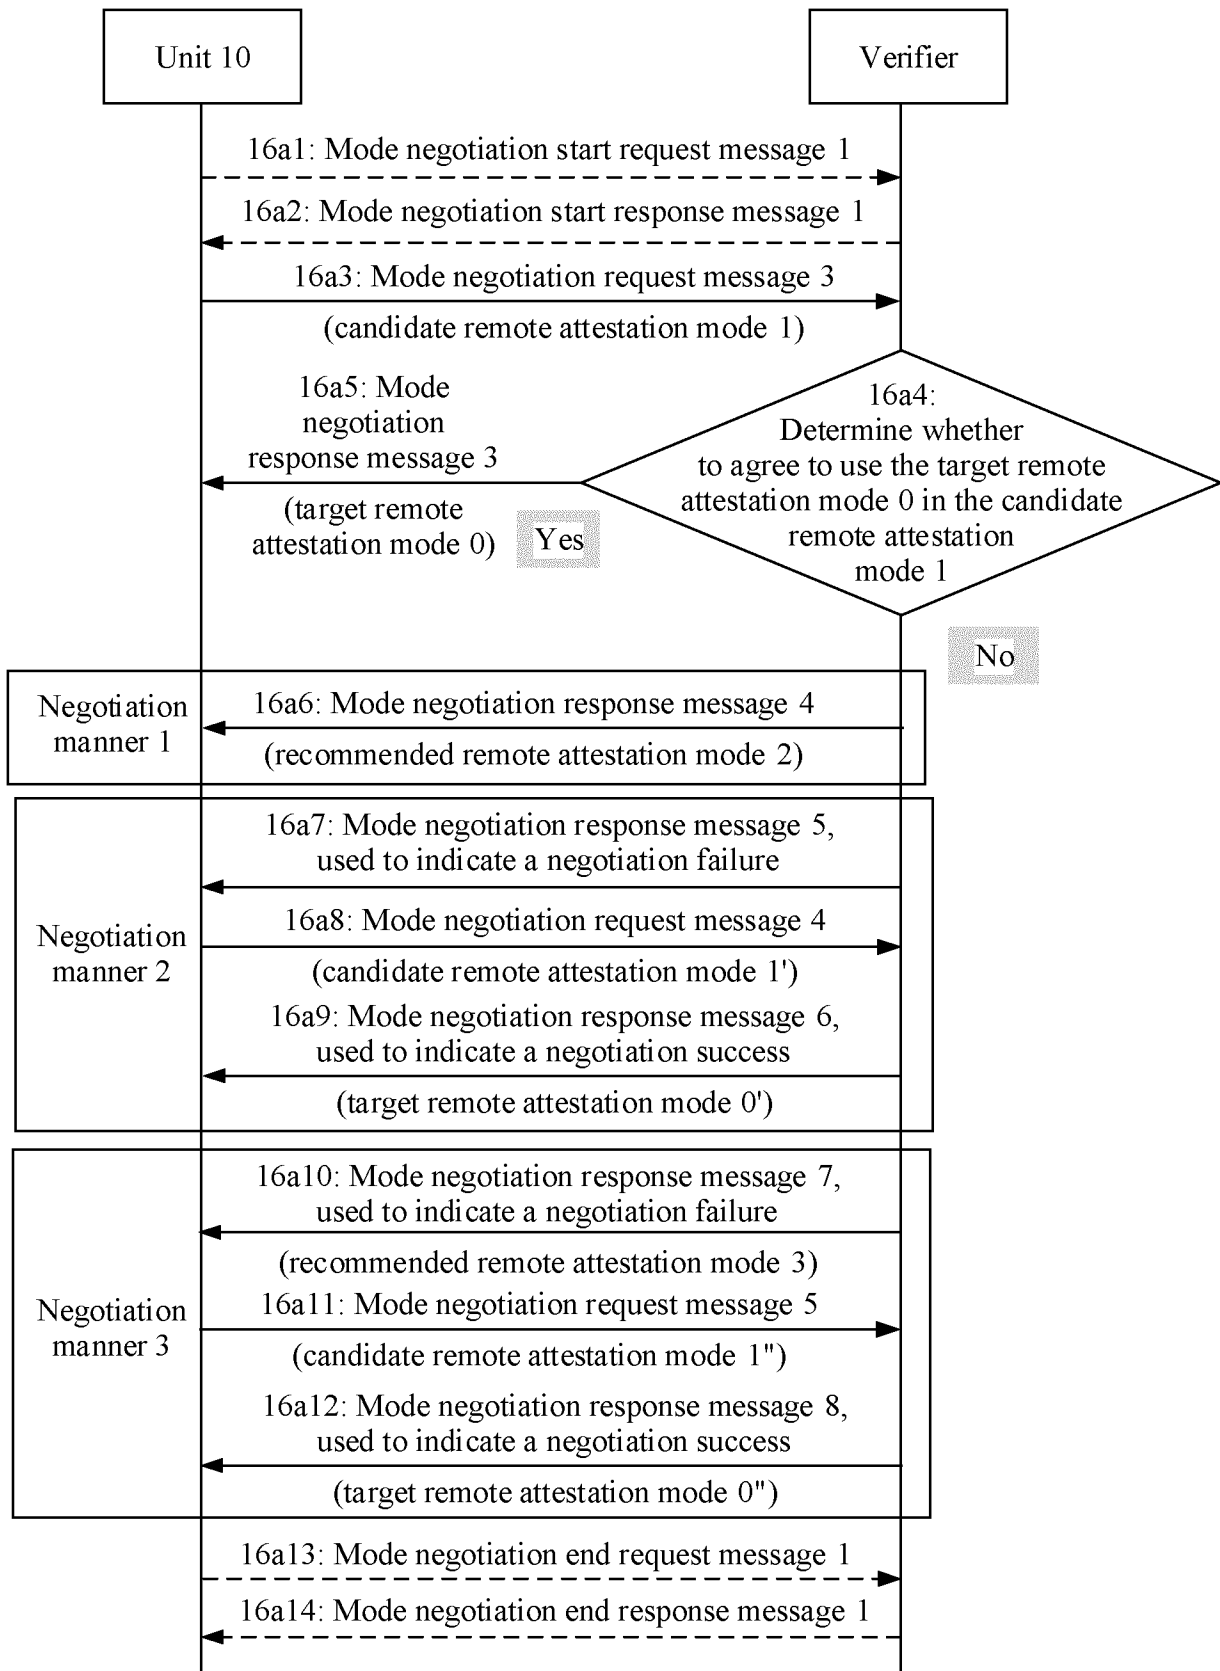 Unit 10
Verifier
16a1: Mode negotiation start request message 1
16a2: Mode negotiation start response message 1
16a3: Mode negotiation request message 3
(candidate remote attestation mode 1)
16a5: Mode
negotiation
response message 3
(target remote
attestation mode 0)
Yes
16a4:
Determine whether
to agree to use the target remote
attestation mode 0 in the candidate
remote attestation
mode 1
No
Negotiation
manner 1
16a6: Mode negotiation response message 4
(recommended remote attestation mode 2)
Negotiation
manner 2
16a7: Mode negotiation response message 5,
used to indicate a negotiation failure
16a8: Mode negotiation request message 4
(candidate remote attestation mode 1')
16a9: Mode negotiation response message 6,
used to indicate a negotiation success
(target remote attestation mode 0')
Negotiation
manner 3
16a10: Mode negotiation response message 7,
used to indicate a negotiation failure
(recommended remote attestation mode 3)
16a11: Mode negotiation request message 5
(candidate remote attestation mode 1")
16a12: Mode negotiation response message 8,
used to indicate a negotiation success
(target remote attestation mode 0")
16a13: Mode negotiation end request message 1
16a14: Mode negotiation end response message 1